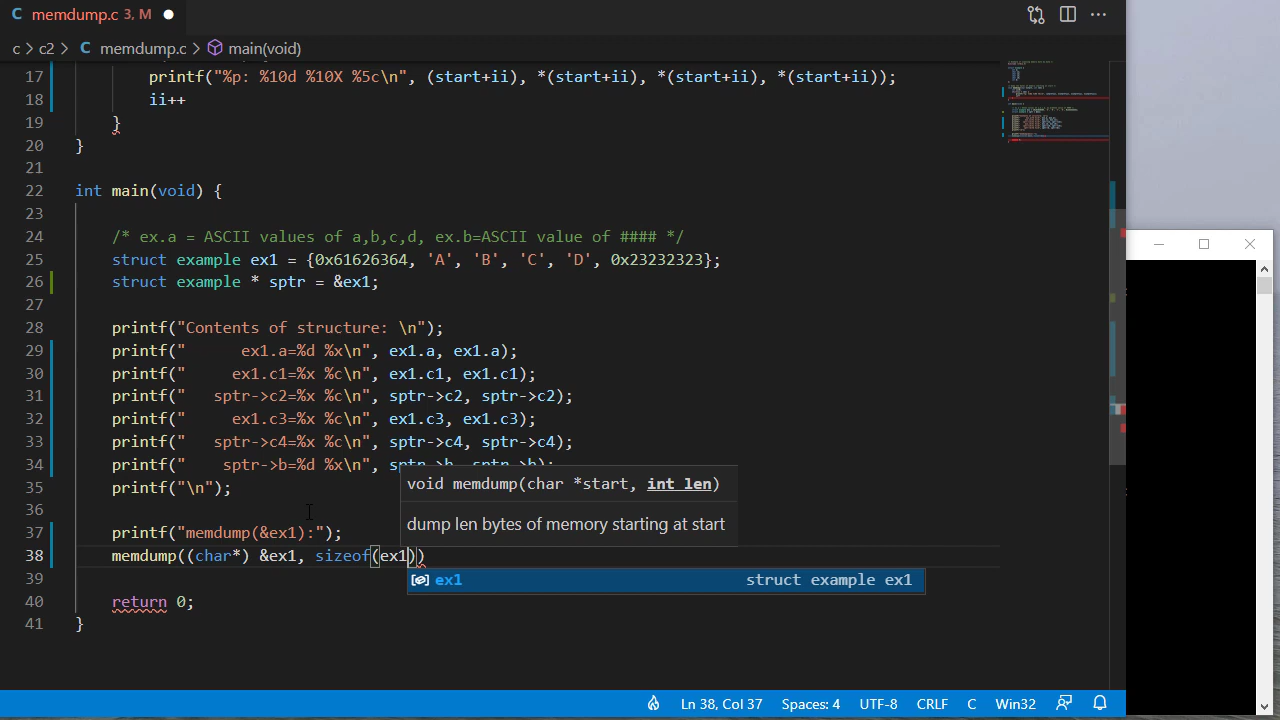 memdump.c 3, M
c > c2 > C memdump.c > main(void)
17 printf("%p: %10d %10X %5c\n", (start+ii), *(start+ii), *(start+ii), *(start+ii));
18 ii++
19 }
20 }
21
22 int main(void) {
23
24 /* ex.a = ASCII values of a,b,c,d, ex.b=ASCII value of #### */
25 struct example ex1 = {0x61626364, 'A', 'B', 'C', 'D', 0x23232323};
26 struct example * sptr = &ex1;
27
28 printf("Contents of structure: \n");
29 printf("      ex1.a=%d %x\n", ex1.a, ex1.a);
30 printf("     ex1.c1=%x %c\n", ex1.c1, ex1.c1);
31 printf("   sptr->c2=%x %c\n", sptr->c2, sptr->c2);
32 printf("     ex1.c3=%x %c\n", ex1.c3, ex1.c3);
33 printf("   sptr->c4=%x %c\n", sptr->c4, sptr->c4);
34 printf("    sptr->b=%d %x\n", sptr->b, sptr->b);
35 printf("\n");
void memdump(char *start, int len)
36
dump len bytes of memory starting at start
37 printf("memdump(&ex1):");
38 memdump((char*) &ex1, sizeof(ex1))
ex1 struct example ex1
39
40 return 0;
41 }
Ln 38, Col 37 Spaces: 4 UTF-8 CRLF C Win32